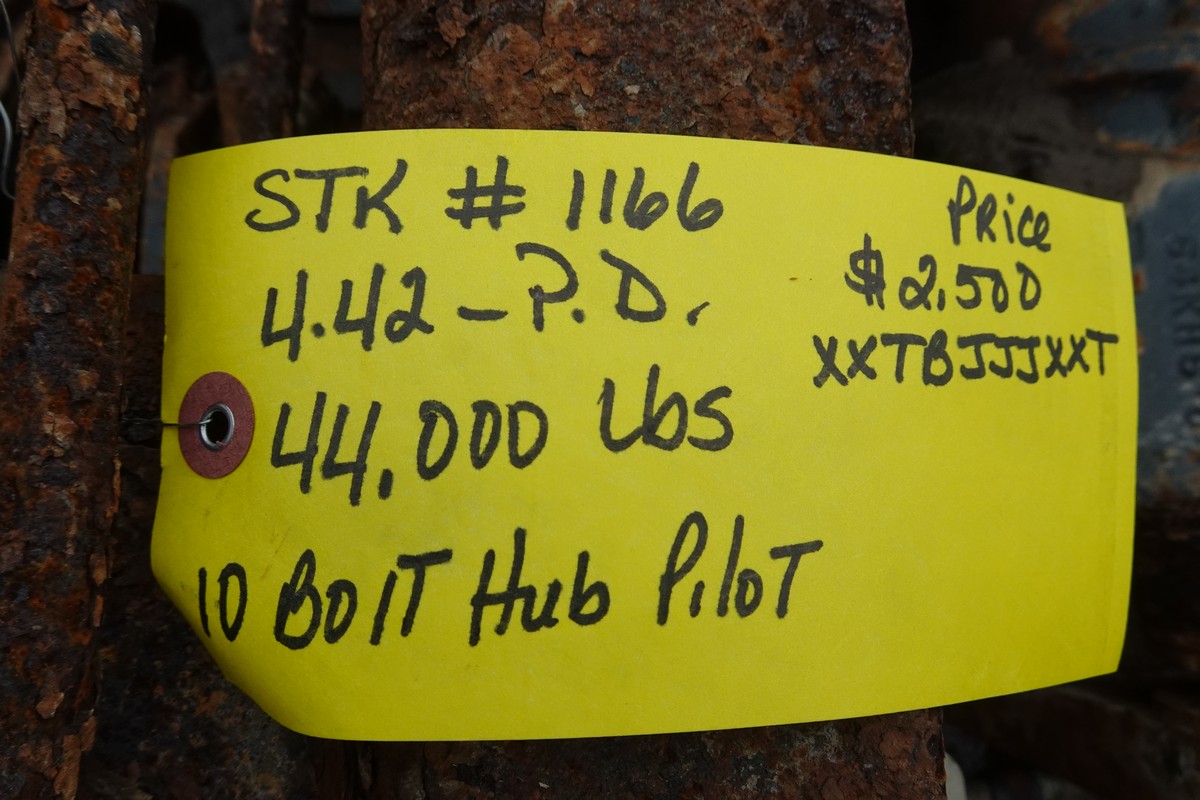 STK # 1166
4.42 - P.D.
44,000 Lbs
10 Bolt Hub Pilot
Price
$2,500
XXTBJJJXXT